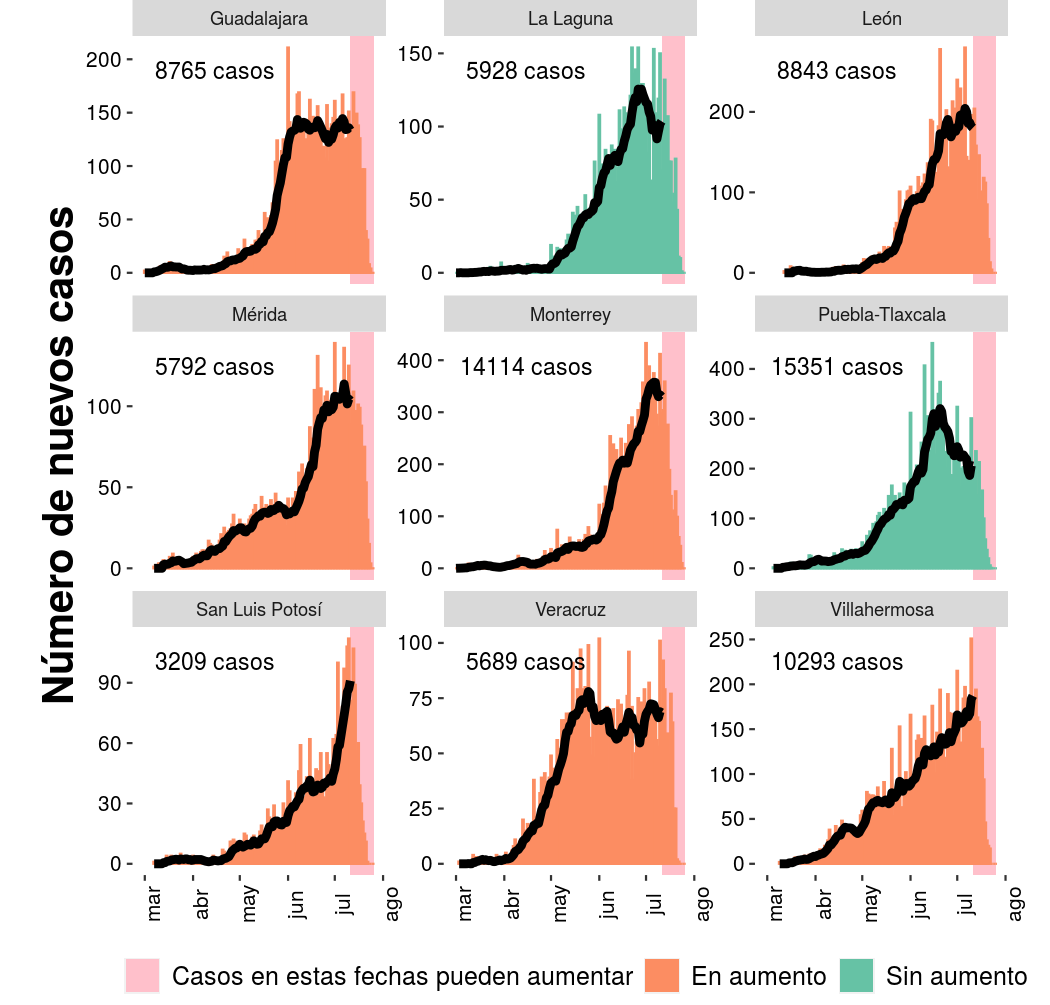 Número de nuevos casos
Guadalajara
La Laguna
León
200
150
100
50
0
8765 casos
150
100
50
0
5928 casos
200
100
0
8843 casos
Mérida
Monterrey
Puebla-Tlaxcala
100
50
0
5792 casos
400
300
200
100
0
14114 casos
400
300
200
100
0
15351 casos
San Luis Potosí
Veracruz
Villahermosa
90
60
30
0
3209 casos
100
75
50
25
0
5689 casos
250
200
150
100
50
0
10293 casos
mar abr may jun jul ago
mar abr may jun jul ago
mar abr may jun jul ago
Casos en estas fechas pueden aumentar En aumento Sin aumento